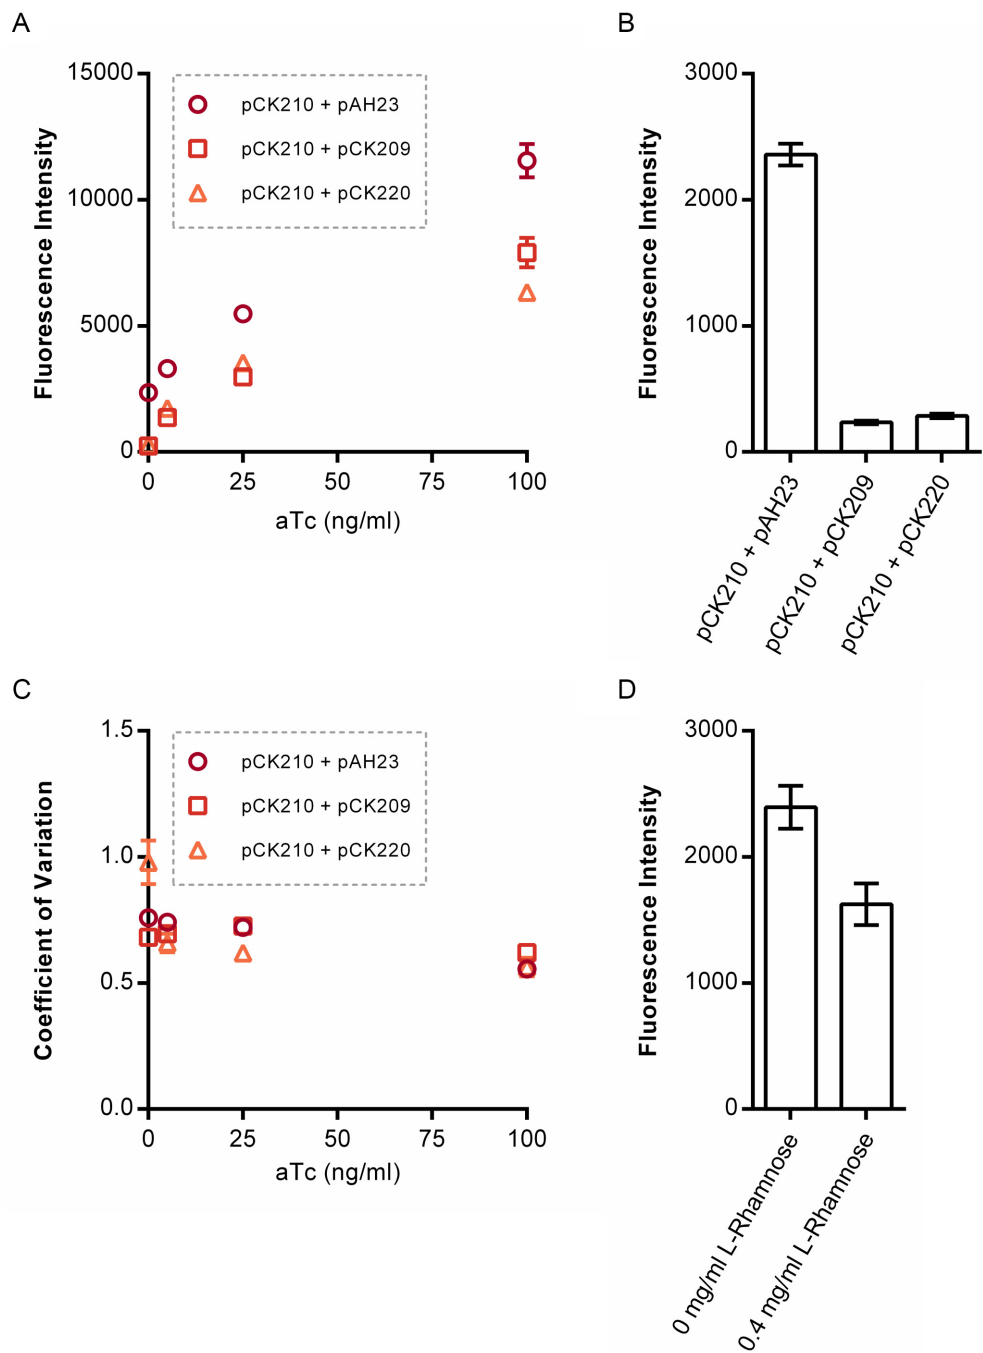 A
Fluorescence Intensity
15000
10000
5000
0
pCK210 + pAH23
pCK210 + pCK209
pCK210 + pCK220
0 25 50 75 100
aTc (ng/ml)
B
Fluorescence Intensity
3000
2000
1000
0
pCK210 + pAH23
pCK210 + pCK209
pCK210 + pCK220
C
Coefficient of Variation
1.5
1.0
0.5
0.0
pCK210 + pAH23
pCK210 + pCK209
pCK210 + pCK220
0 25 50 75 100
aTc (ng/ml)
D
Fluorescence Intensity
3000
2000
1000
0
0 mg/ml L-Rhamnose
0.4 mg/ml L-Rhamnose